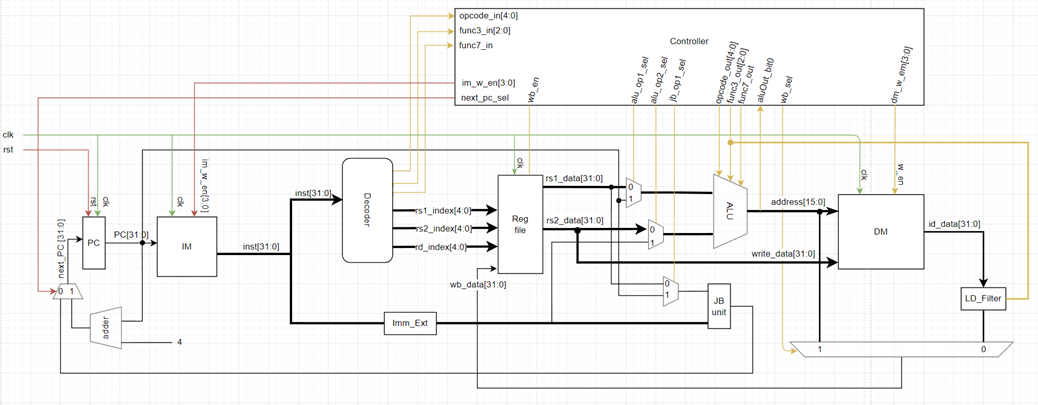 opcode_in[4:0]
func3_in[2:0]
func7_in
Controller
im_w_en[3:0]
next_pc_sel
wb_en
alu_op1_sel
alu_op2_sel
jb_op1_sel
opcode_out[4:0]
func3_out[2:0]
func7_out
aluOut_bit0
wb_sel
dm_w_em[3:0]
clk
rst
rst
clk
clk
im_w_en[3:0]
clk
clk
w_en
next_PC [31:0]
PC
PC[31:0]
IM
inst[31:0]
inst[31:0]
Decoder
rs1_index[4:0]
rs2_index[4:0]
rd_index[4:0]
Reg
file
wb_data[31:0]
rs1_data[31:0]
rs2_data[31:0]
0
1
0
1
ALU
address[15:0]
write_data[31:0]
DM
id_data[31:0]
0
1
JB
unit
LD_Filter
0 1
adder
4
Imm_Ext
1
0